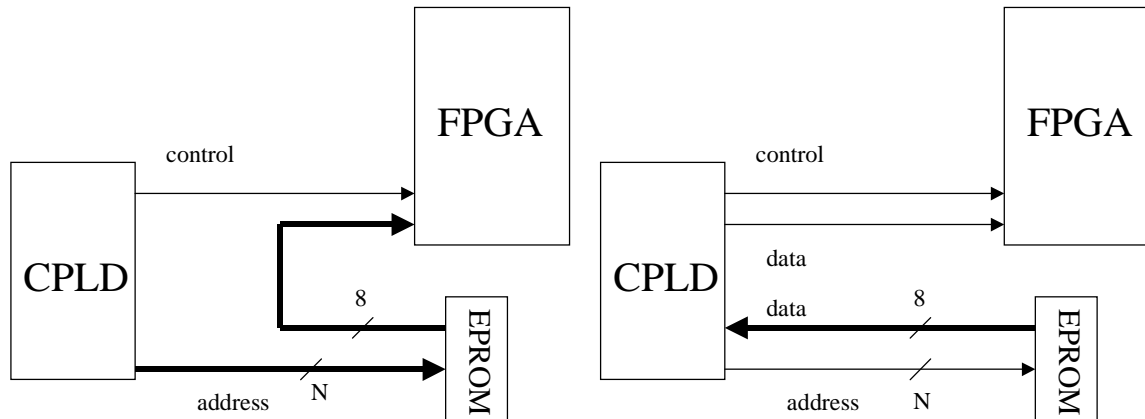 FPGA
control
CPLD
8
EPROM
N
address
FPGA
control
CPLD
data
data
8
EPROM
N
address